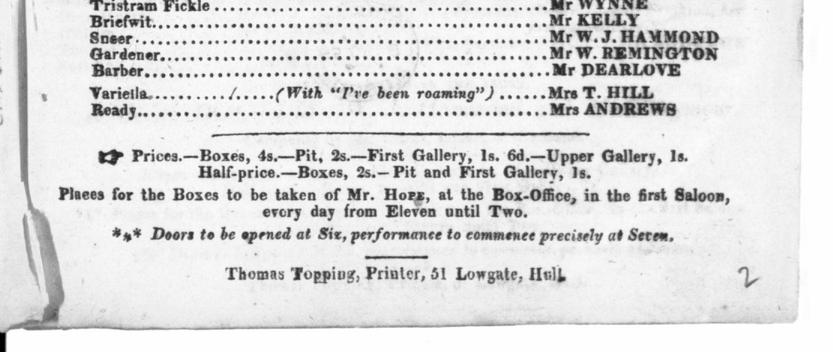 Tristram Fickle..........Mr WYNNE
Briefwit..........Mr KELLY
Sneer..........Mr W. J. HAMMOND
Gardener..........Mr W. REMINGTON
Barber..........Mr DEARLOVE
Variella........../.....(With "I've been roaming")......Mrs T. HILL
Ready..........Mrs ANDREWS
☞ Prices.—Boxes, 4s.—Pit, 2s.—First Gallery, 1s. 6d.—Upper Gallery, 1s.
Half-price.—Boxes, 2s.—Pit and First Gallery, 1s.
Places for the Boxes to be taken of Mr. Hope, at the Box-Office, in the first Saloon,
every day from Eleven until Two.
*** Doors to be opened at Six, performance to commence precisely at Seven.
Thomas Topping, Printer, 51 Lowgate, Hull
2